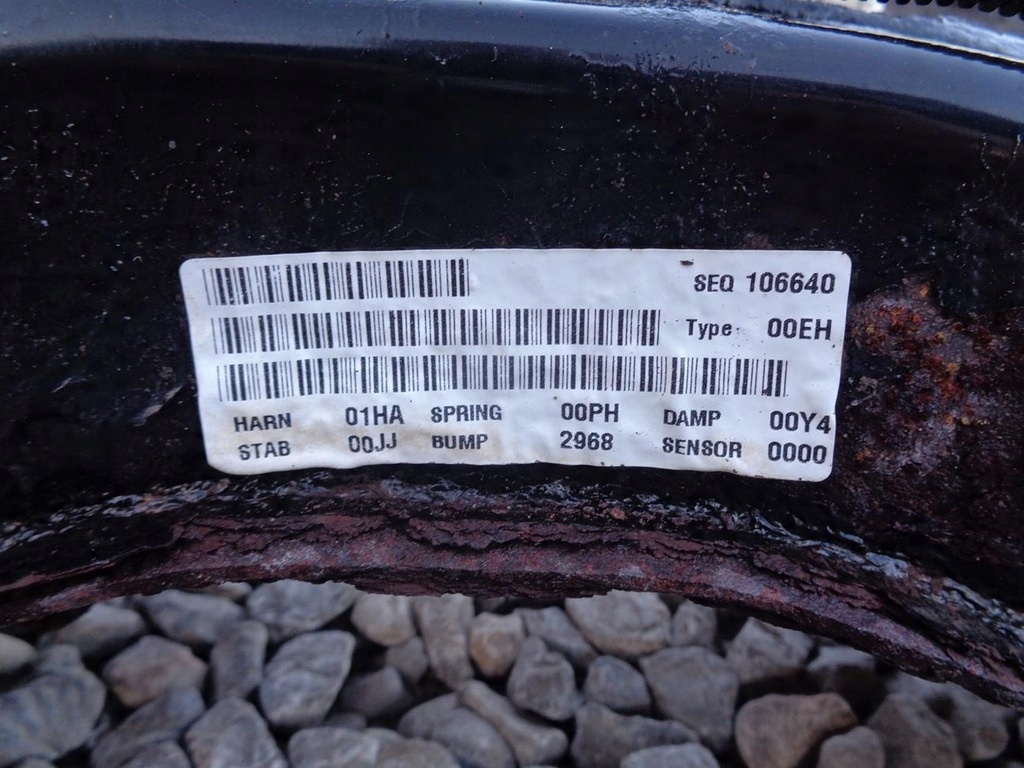 SEQ 106640
Type 00EH
HARN 01HA SPRING 00PH DAMP 00Y4
STAB 00JJ BUMP 2968 SENSOR 0000